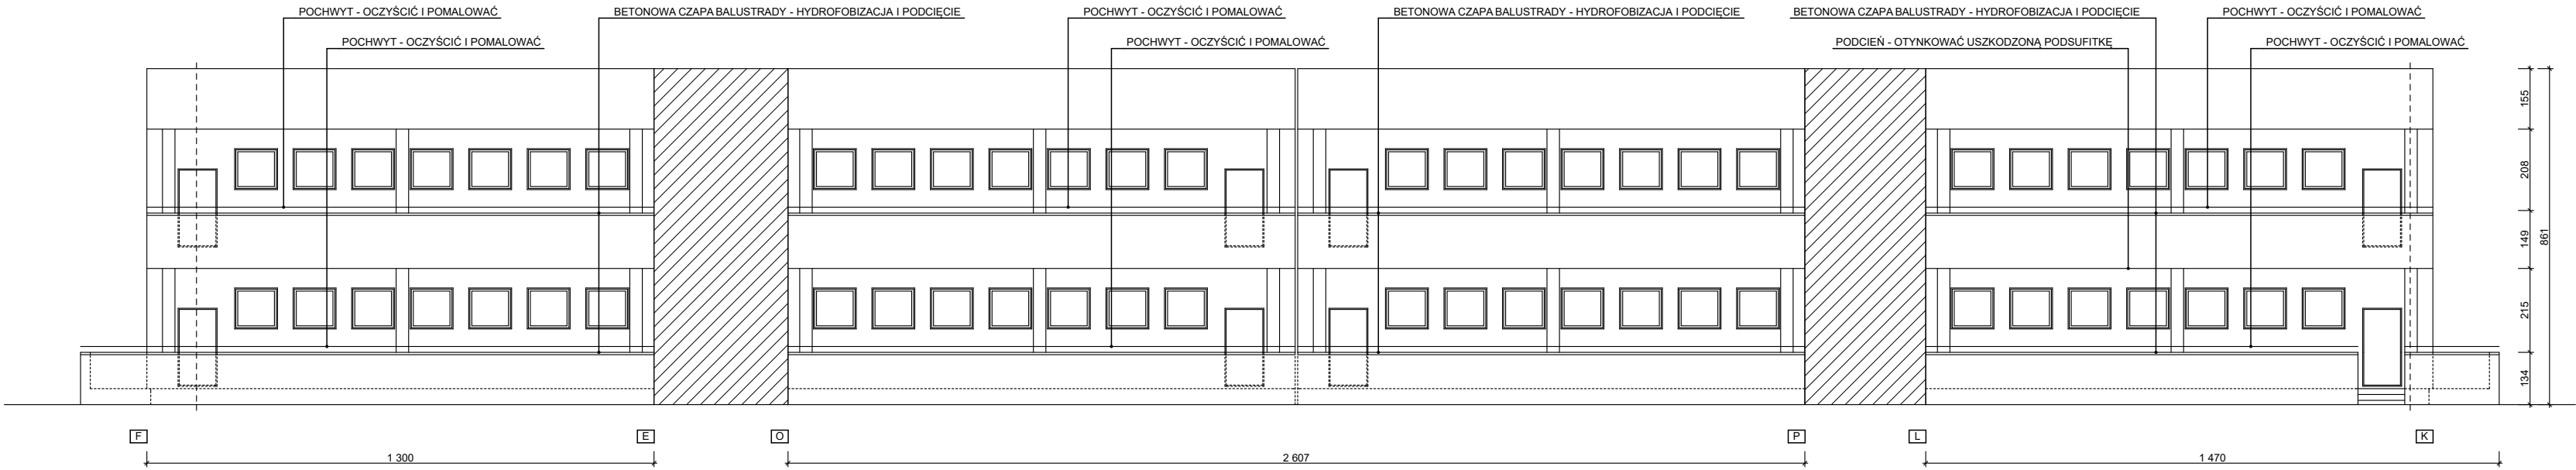 POCHWYT - OCZYŚCIĆ I POMALOWAĆ
BETONOWA CZAPA BALUSTRADY - HYDROFOBIZACJA I PODCIĘCIE
POCHWYT - OCZYŚCIĆ I POMALOWAĆ
BETONOWA CZAPA BALUSTRADY - HYDROFOBIZACJA I PODCIĘCIE
BETONOWA CZAPA BALUSTRADY - HYDROFOBIZACJA I PODCIĘCIE
POCHWYT - OCZYŚCIĆ I POMALOWAĆ
POCHWYT - OCZYŚCIĆ I POMALOWAĆ
POCHWYT - OCZYŚCIĆ I POMALOWAĆ
PODCIEŃ - OTYNKOWAĆ USZKODZONĄ PODSUFITKĘ
POCHWYT - OCZYŚCIĆ I POMALOWAĆ
155
208
149
861
215
134
F
E
O
P
L
K
1 300
2 607
1 470